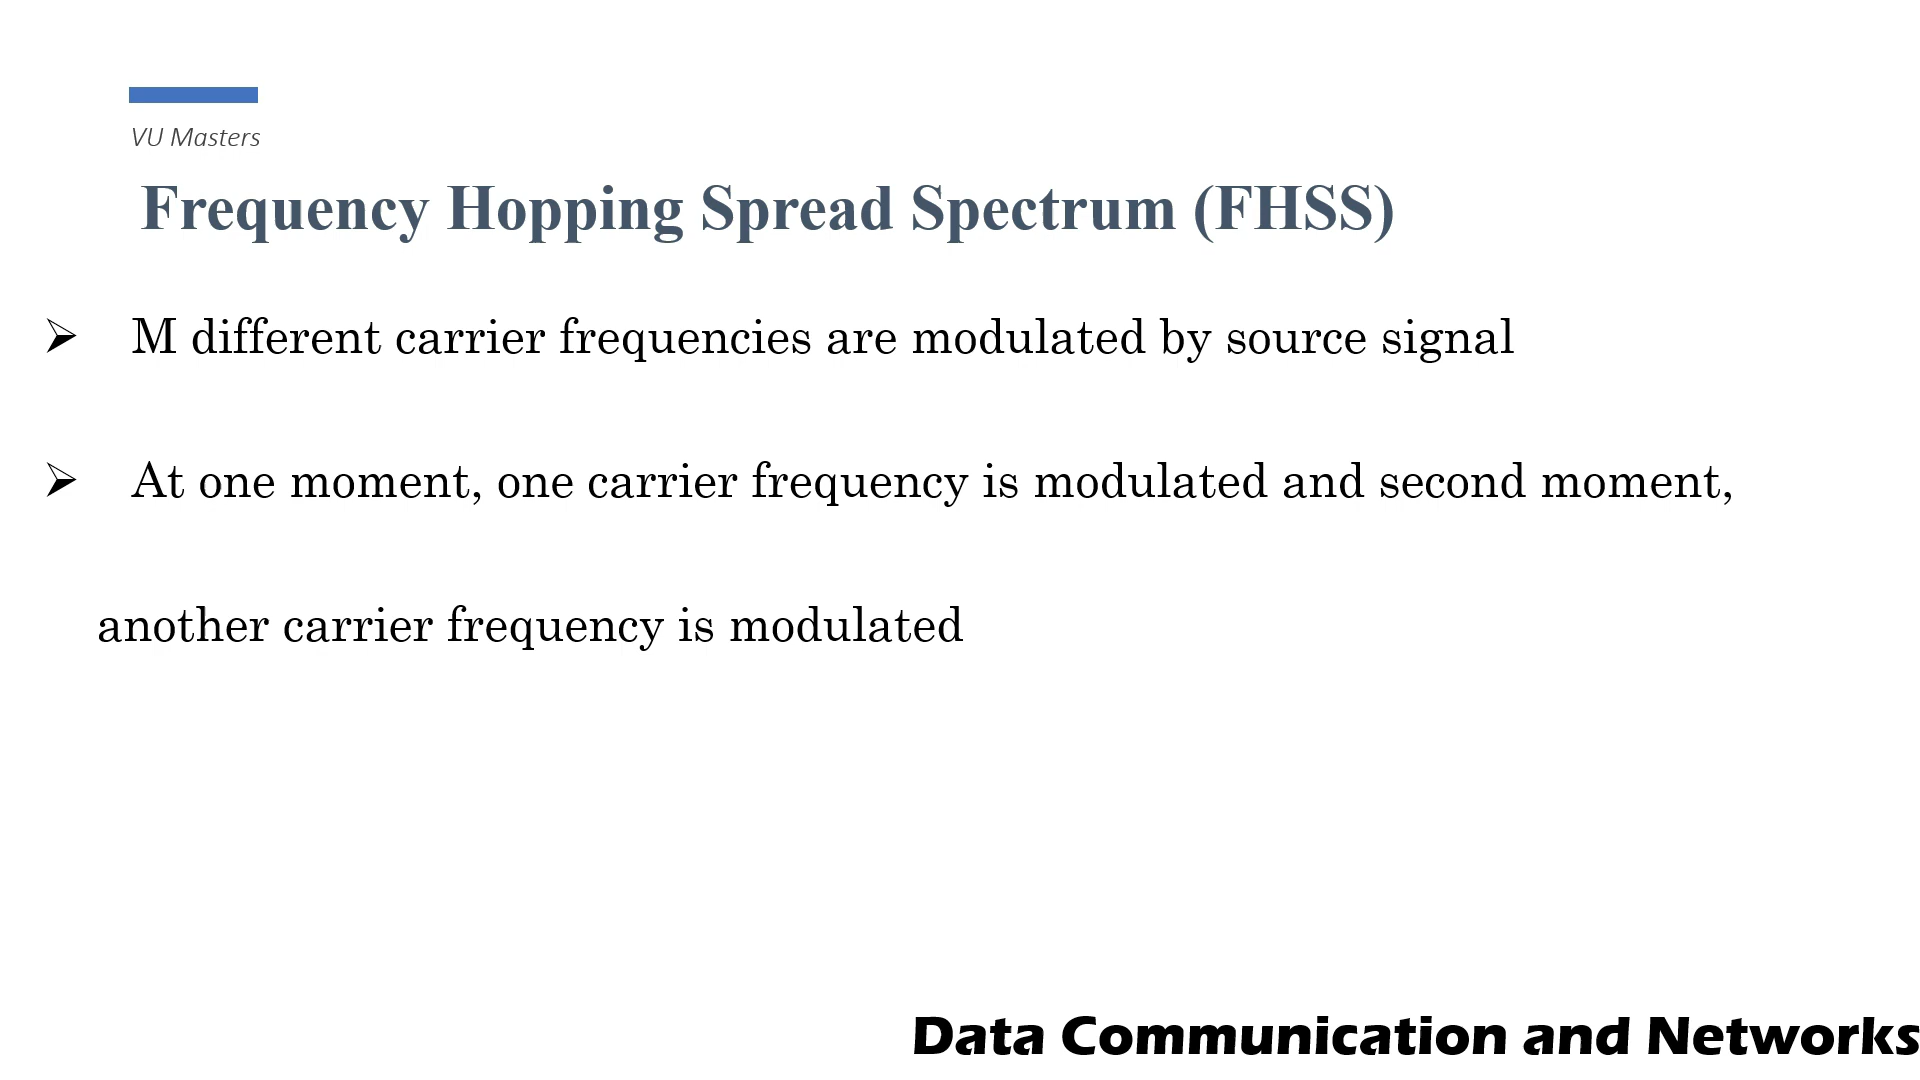 VU Masters
Frequency Hopping Spread Spectrum (FHSS)
➢ M different carrier frequencies are modulated by source signal
➢ At one moment, one carrier frequency is modulated and second moment,
another carrier frequency is modulated
Data Communication and Networks